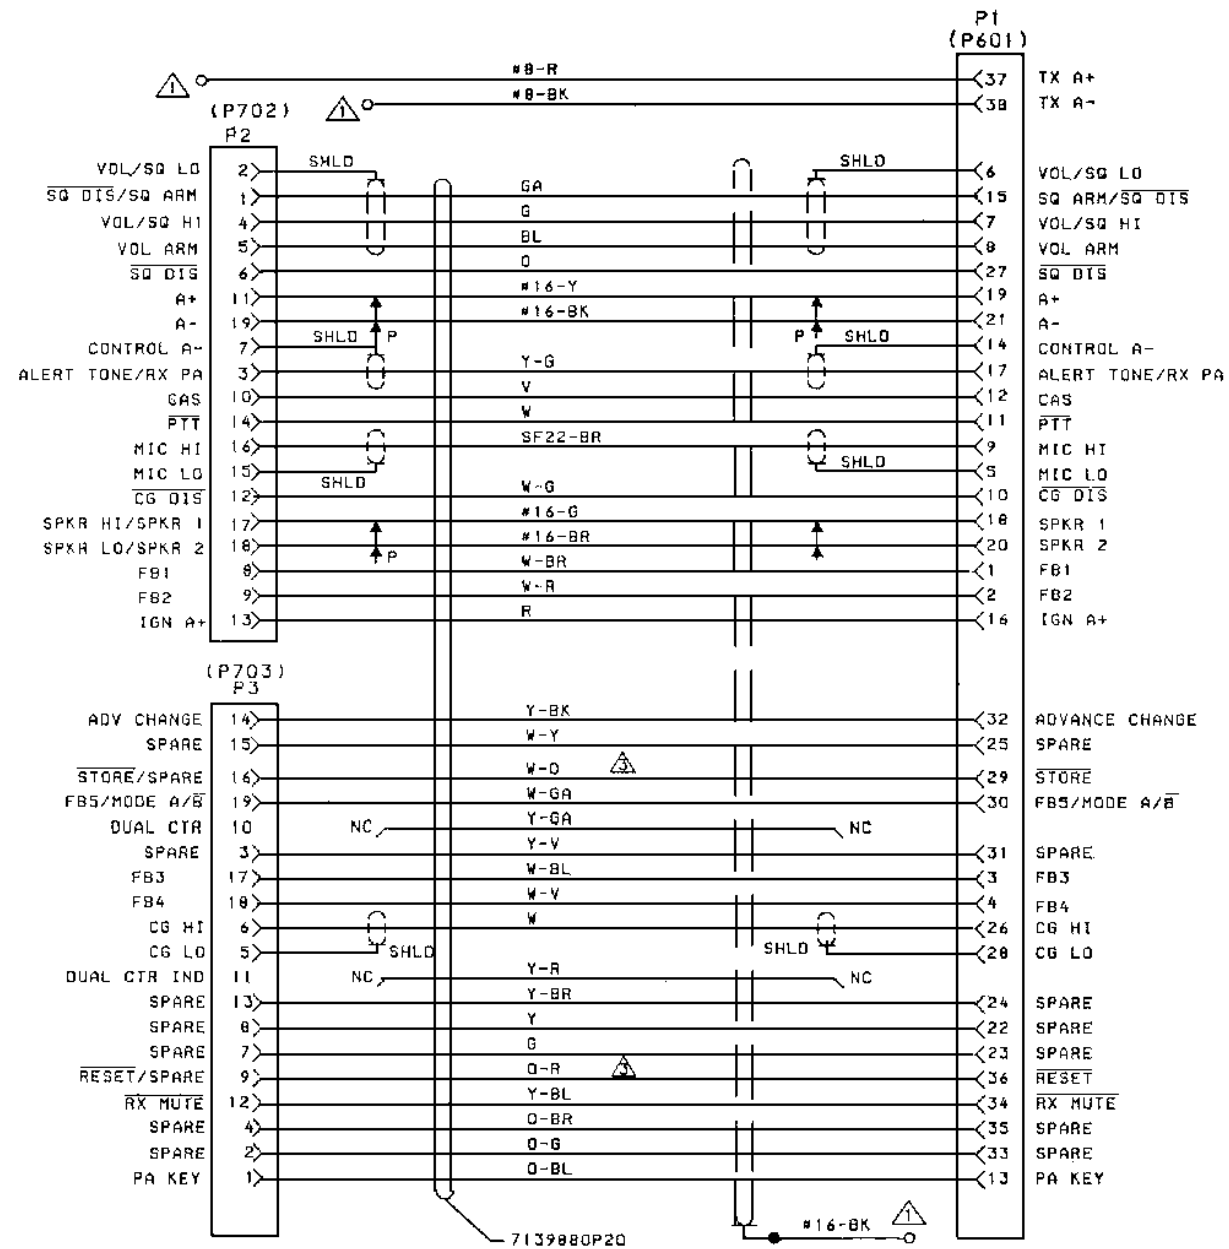 P1
(P601)
1 #8-R 37 TX A+
(P702) 1 #8-BK 38 TX A-
P2
VOL/SQ LO 2 SHLD SHLD 6 VOL/SQ LO
SQ DIS/SQ ARM 1 GA 15 SQ ARM/SQ DIS
VOL/SQ HI 4 G 7 VOL/SQ HI
VOL ARM 5 BL 8 VOL ARM
SQ DIS 6 O 27 SQ DIS
A+ 11 #16-Y 19 A+
A- 19 #16-BK 21 A-
CONTROL A- 7 SHLD P P SHLD 14 CONTROL A-
ALERT TONE/RX PA 3 Y-G 17 ALERT TONE/RX PA
CAS 10 V 12 CAS
PTT 14 W 11 PTT
MIC HI 16 SF22-BR 9 MIC HI
MIC LO 15 SHLD SHLD 5 MIC LO
CG DIS 12 W-G 10 CG DIS
SPKR HI/SPKR 1 17 #16-G 18 SPKR 1
SPKR LO/SPKR 2 18 P #16-BR 20 SPKR 2
FB1 8 W-BR 1 FB1
FB2 9 W-R 2 FB2
IGN A+ 13 R 16 IGN A+
(P703)
P3
ADV CHANGE 14 Y-BK 32 ADVANCE CHANGE
SPARE 15 W-Y 25 SPARE
STORE/SPARE 16 W-O 3 29 STORE
FB5/MODE A/B 19 W-GA 30 FB5/MODE A/B
DUAL CTR 10 NC Y-GA NC
SPARE 3 Y-V 31 SPARE
FB3 17 W-BL 3 FB3
FB4 18 W-V 4 FB4
CG HI 6 W 26 CG HI
CG LO 5 SHLD SHLD 28 CG LO
DUAL CTR IND 11 NC Y-R NC
SPARE 13 Y-BR 24 SPARE
SPARE 8 Y 22 SPARE
SPARE 7 G 23 SPARE
RESET/SPARE 9 O-R 3 36 RESET
RX MUTE 12 Y-BL 34 RX MUTE
SPARE 4 O-BR 35 SPARE
SPARE 2 O-G 33 SPARE
PA KEY 1 O-BL 13 PA KEY
#16-BK 1
7139880P20